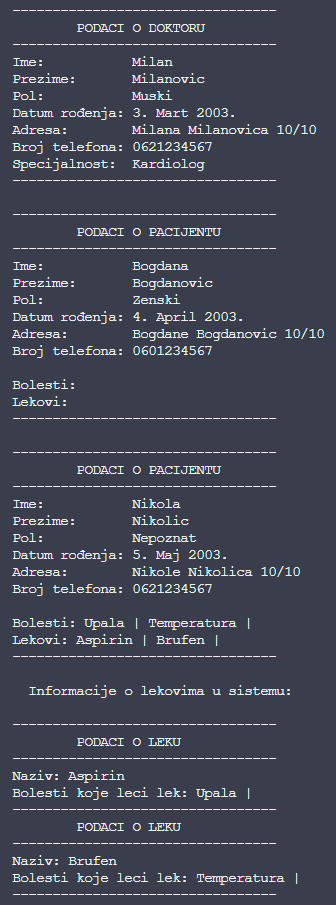 ---------------------------------
        PODACI O DOKTORU
---------------------------------
Ime:           Milan
Prezime:       Milanovic
Pol:           Muski
Datum rođenja: 3. Mart 2003.
Adresa:        Milana Milanovica 10/10
Broj telefona: 0621234567
Specijalnost:  Kardiolog
---------------------------------

---------------------------------
        PODACI O PACIJENTU
---------------------------------
Ime:           Bogdana
Prezime:       Bogdanovic
Pol:           Zenski
Datum rođenja: 4. April 2003.
Adresa:        Bogdane Bogdanovic 10/10
Broj telefona: 0601234567

Bolesti:
Lekovi:
---------------------------------

---------------------------------
        PODACI O PACIJENTU
---------------------------------
Ime:           Nikola
Prezime:       Nikolic
Pol:           Nepoznat
Datum rođenja: 5. Maj 2003.
Adresa:        Nikole Nikolica 10/10
Broj telefona: 0621234567

Bolesti: Upala | Temperatura |
Lekovi: Aspirin | Brufen |
---------------------------------

  Informacije o lekovima u sistemu:

---------------------------------
        PODACI O LEKU
---------------------------------
Naziv: Aspirin
Bolesti koje leci lek: Upala |
---------------------------------
        PODACI O LEKU
---------------------------------
Naziv: Brufen
Bolesti koje leci lek: Temperatura |
---------------------------------